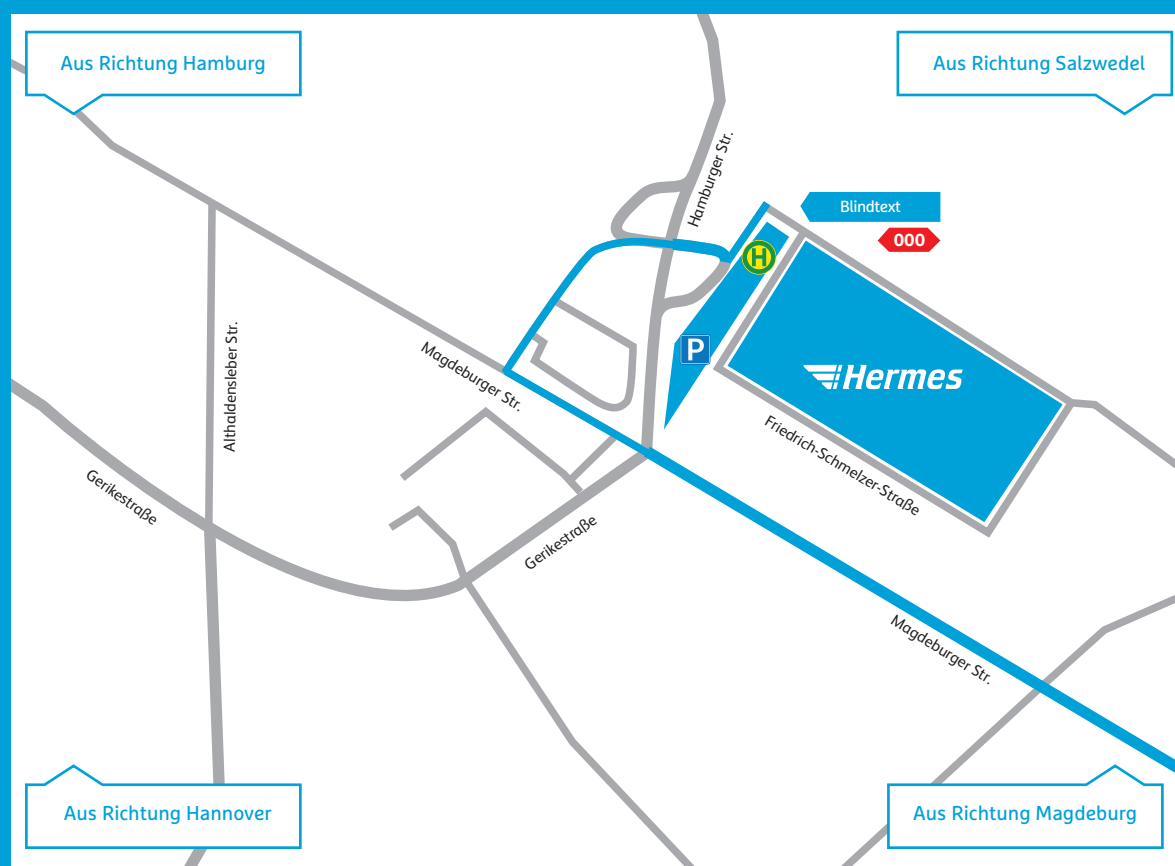 Aus Richtung Hamburg
Aus Richtung Salzwedel
Hamburger Str.
Blindtext
000
H
P
Hermes
Althaldensleber Str.
Magdeburger Str.
Friedrich-Schmelzer-Straße
Gerikestraße
Gerikestraße
Magdeburger Str.
Aus Richtung Hannover
Aus Richtung Magdeburg